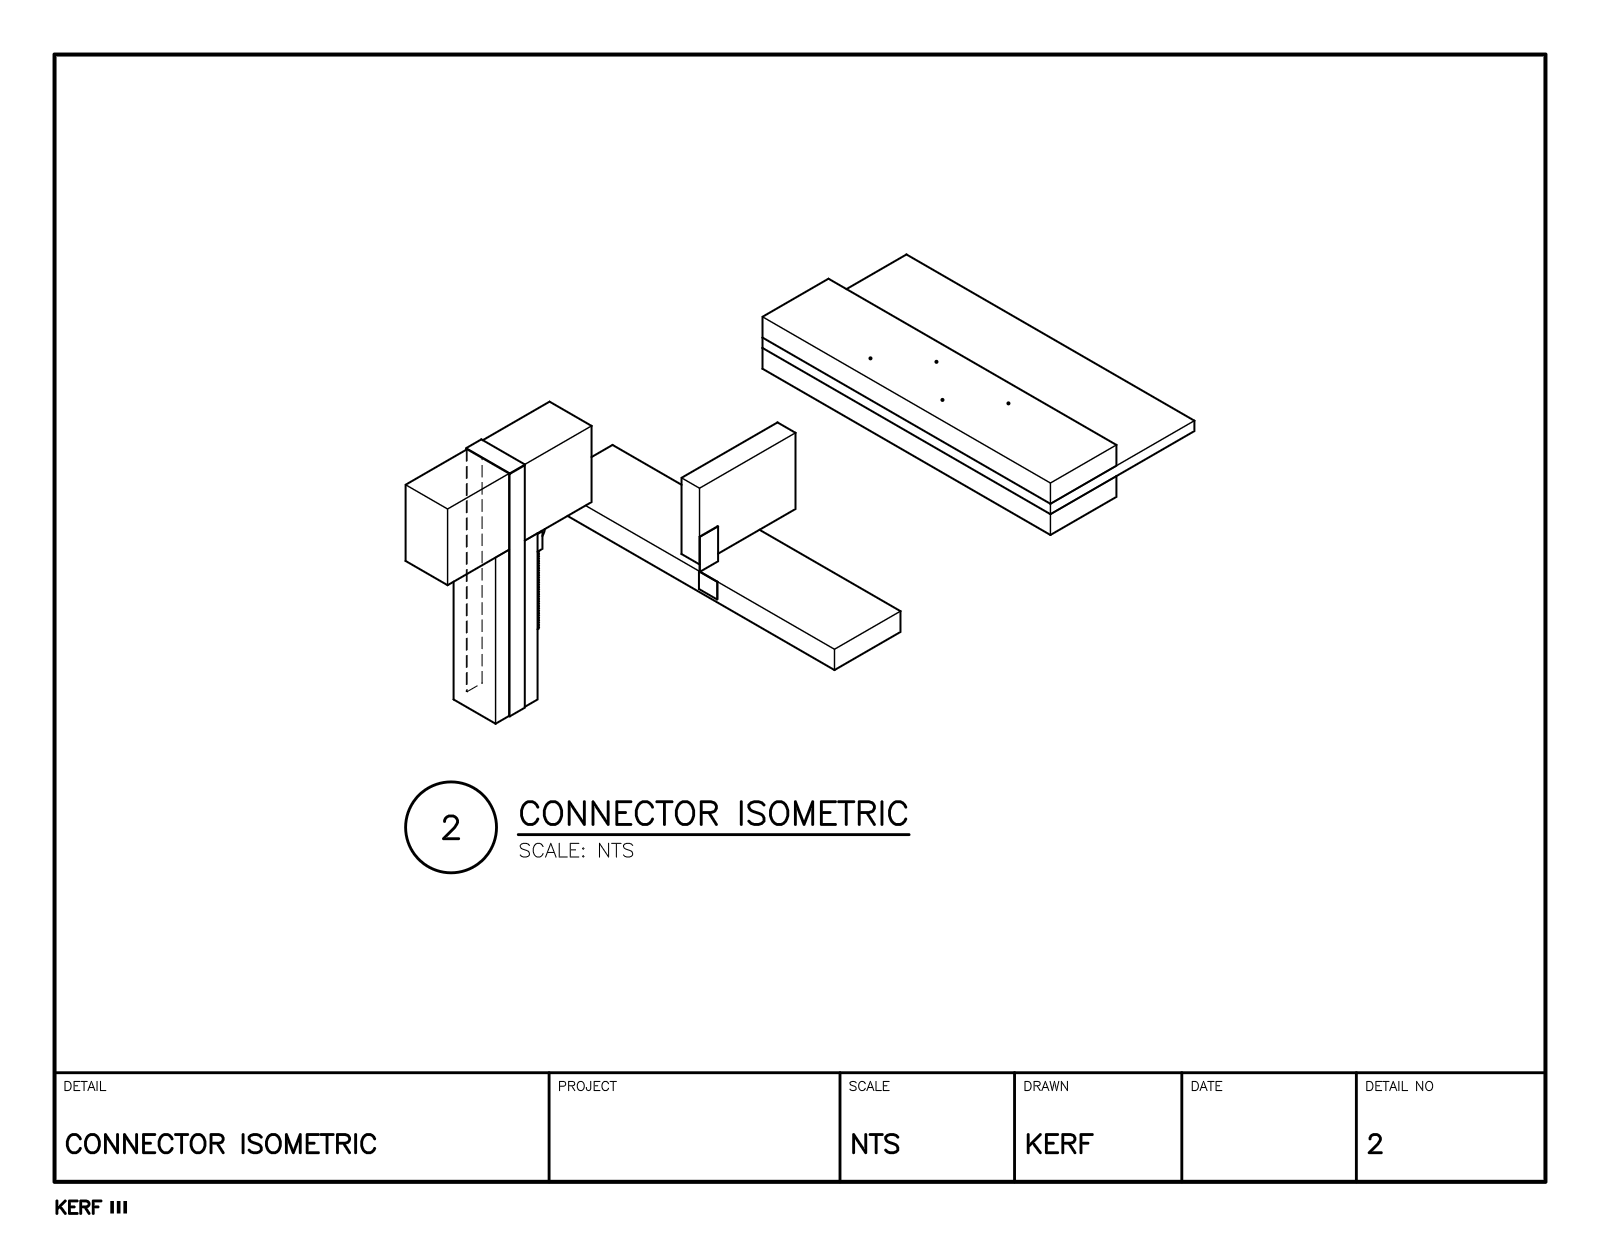 2
CONNECTOR ISOMETRIC
SCALE: NTS
DETAIL
CONNECTOR ISOMETRIC
PROJECT
SCALE
NTS
DRAWN
KERF
DATE
DETAIL NO
2
KERF III